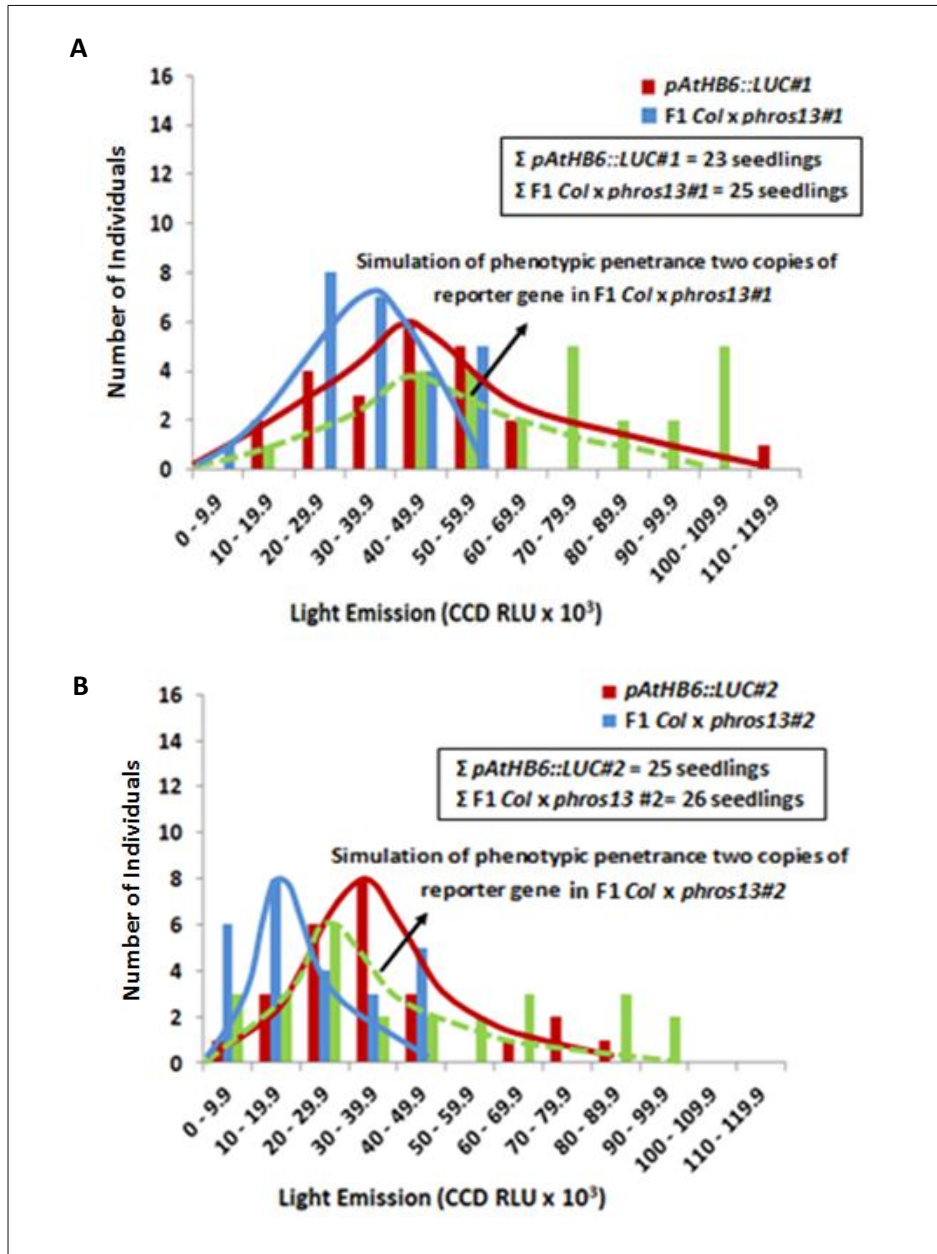 A
16
14
12
10
8
6
4
2
0
Number of Individuals
pAtHB6::LUC#1
F1 Col x phros13#1
Σ pAtHB6::LUC#1 = 23 seedlings
Σ F1 Col x phros13#1 = 25 seedlings
Simulation of phenotypic penetrance two copies of
reporter gene in F1 Col x phros13#1
0 - 9.9
10 - 19.9
20 - 29.9
30 - 39.9
40 - 49.9
50 - 59.9
60 - 69.9
70 - 79.9
80 - 89.9
90 - 99.9
100 - 109.9
110 - 119.9
Light Emission (CCD RLU x 10³)
B
16
14
12
10
8
6
4
2
0
Number of Individuals
pAtHB6::LUC#2
F1 Col x phros13#2
Σ pAtHB6::LUC#2 = 25 seedlings
Σ F1 Col x phros13 #2= 26 seedlings
Simulation of phenotypic penetrance two copies of
reporter gene in F1 Col x phros13#2
0 - 9.9
10 - 19.9
20 - 29.9
30 - 39.9
40 - 49.9
50 - 59.9
60 - 69.9
70 - 79.9
80 - 89.9
90 - 99.9
100 - 109.9
110 - 119.9
Light Emission (CCD RLU x 10³)